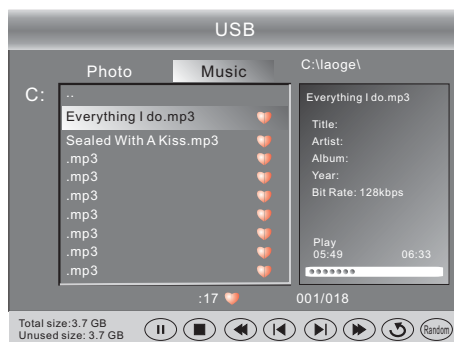 USB
Photo Music C:\laoge\
C:
..
Everything I do.mp3
Sealed With A Kiss.mp3
.mp3
.mp3
.mp3
.mp3
.mp3
.mp3
.mp3
Everything I do.mp3
Title:
Artist:
Album:
Year:
Bit Rate: 128kbps
Play
05:49 06:33
:17 001/018
Total size:3.7 GB
Unused size: 3.7 GB
Random